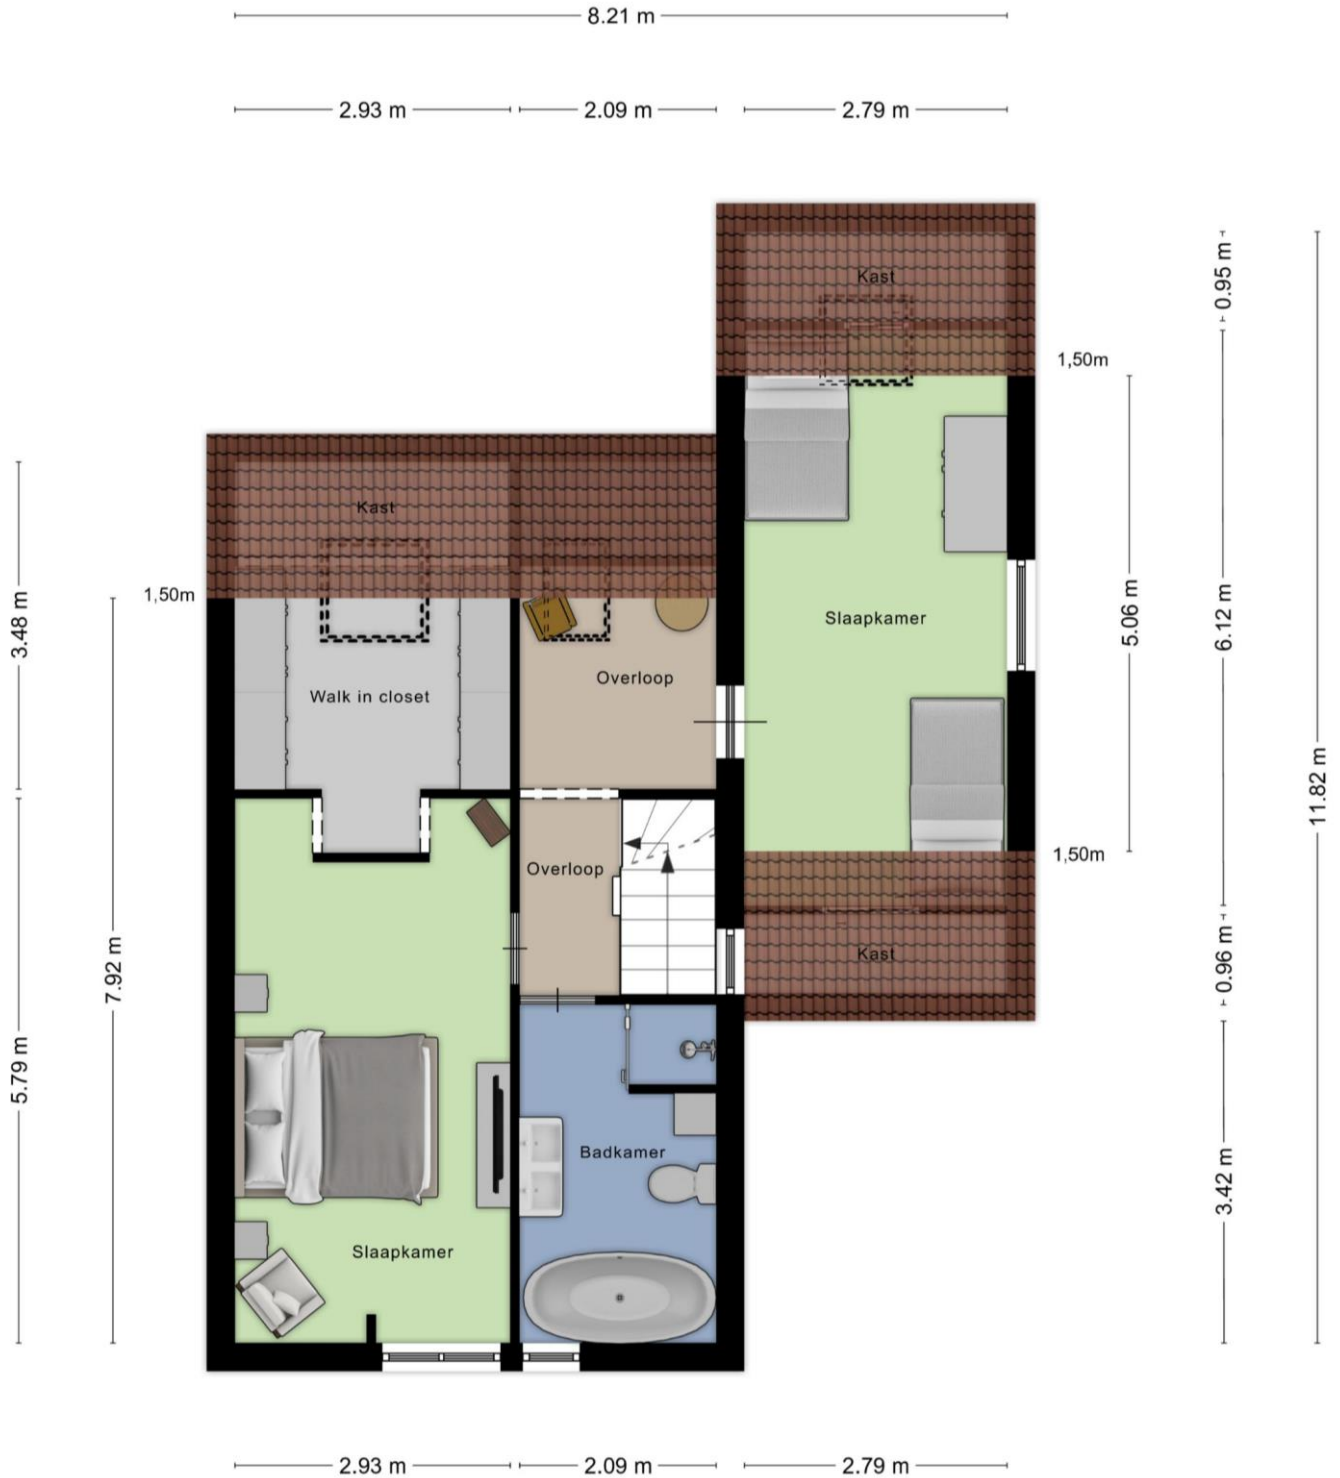 8.21 m
2.93 m
2.09 m
2.79 m
Kast
0.95 m
1,50m
Kast
1,50m
3.48 m
Slaapkamer
5.06 m
6.12 m
Overloop
Walk in closet
11.82 m
Overloop
1,50m
Kast
0.96 m
7.92 m
5.79 m
Badkamer
3.42 m
Slaapkamer
2.93 m
2.09 m
2.79 m